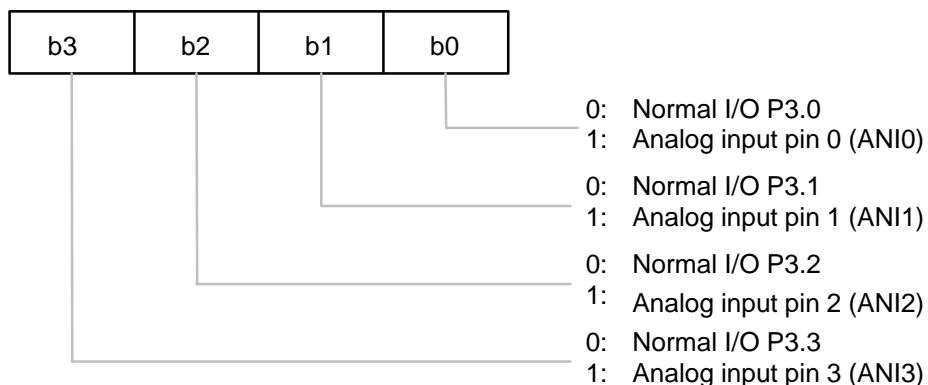 b3 b2 b1 b0
0: Normal I/O P3.0
1: Analog input pin 0 (ANI0)
0: Normal I/O P3.1
1: Analog input pin 1 (ANI1)
0: Normal I/O P3.2
1: Analog input pin 2 (ANI2)
0: Normal I/O P3.3
1: Analog input pin 3 (ANI3)